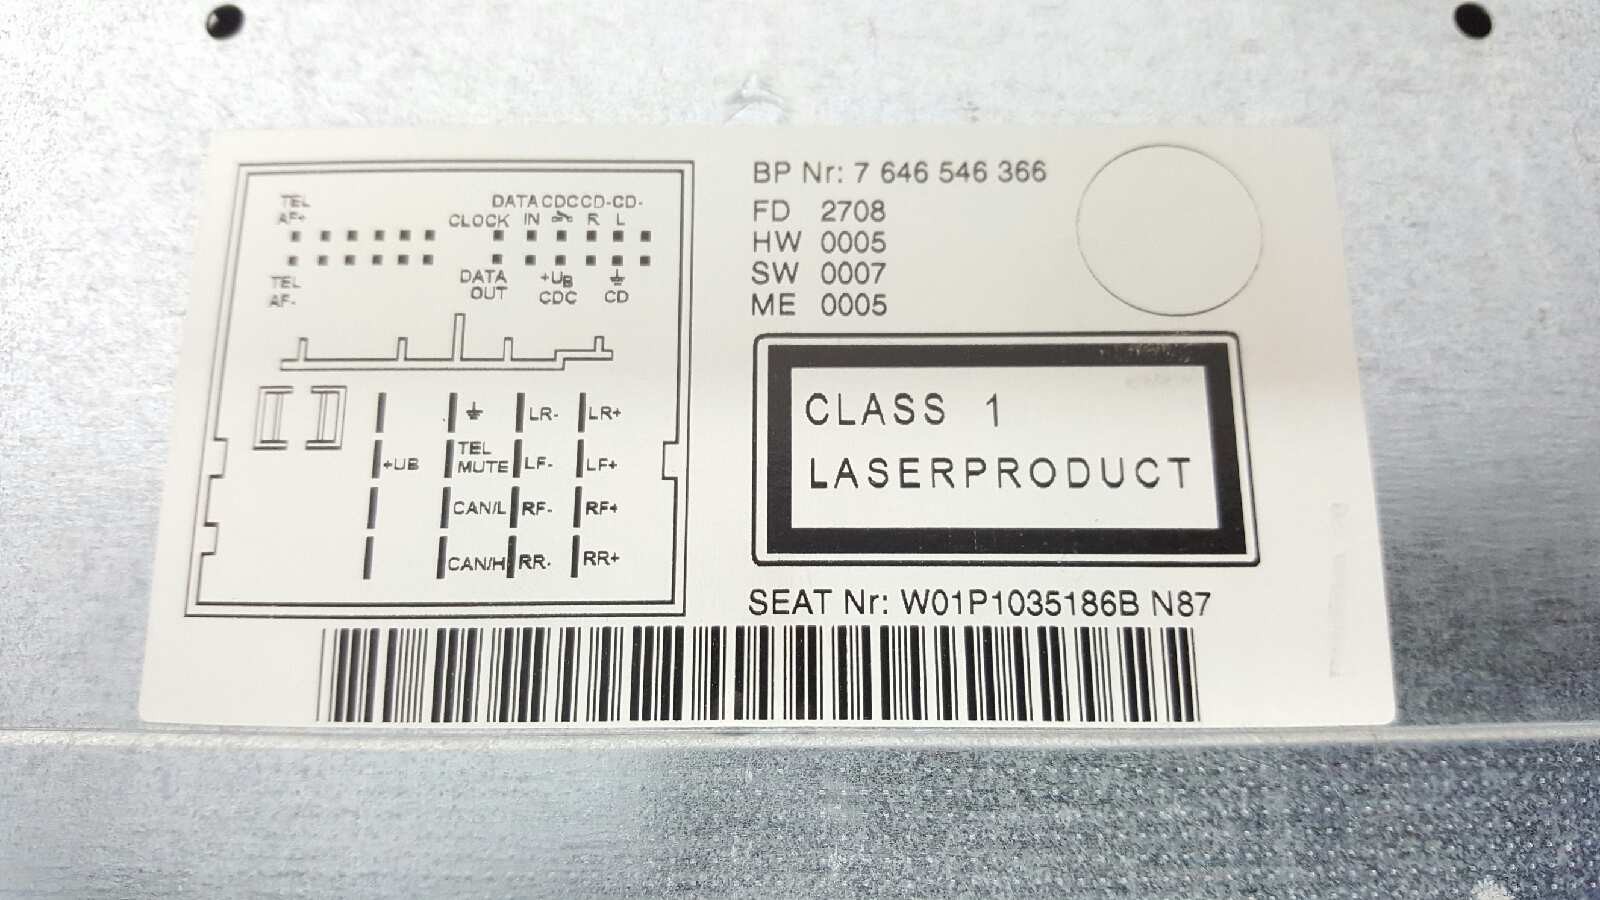 BP Nr: 7 646 546 366
FD 2708
HW 0005
SW 0007
ME 0005
TEL DATA CDC CD- CD-
AF+ CLOCK IN R L
TEL DATA +UB
AF- OUT CDC CD
LR- LR+
+UB TEL MUTE LF- LF+
CAN/L RF- RF+
CAN/H RR- RR+
CLASS 1
LASERPRODUCT
SEAT Nr: W01P1035186B N87